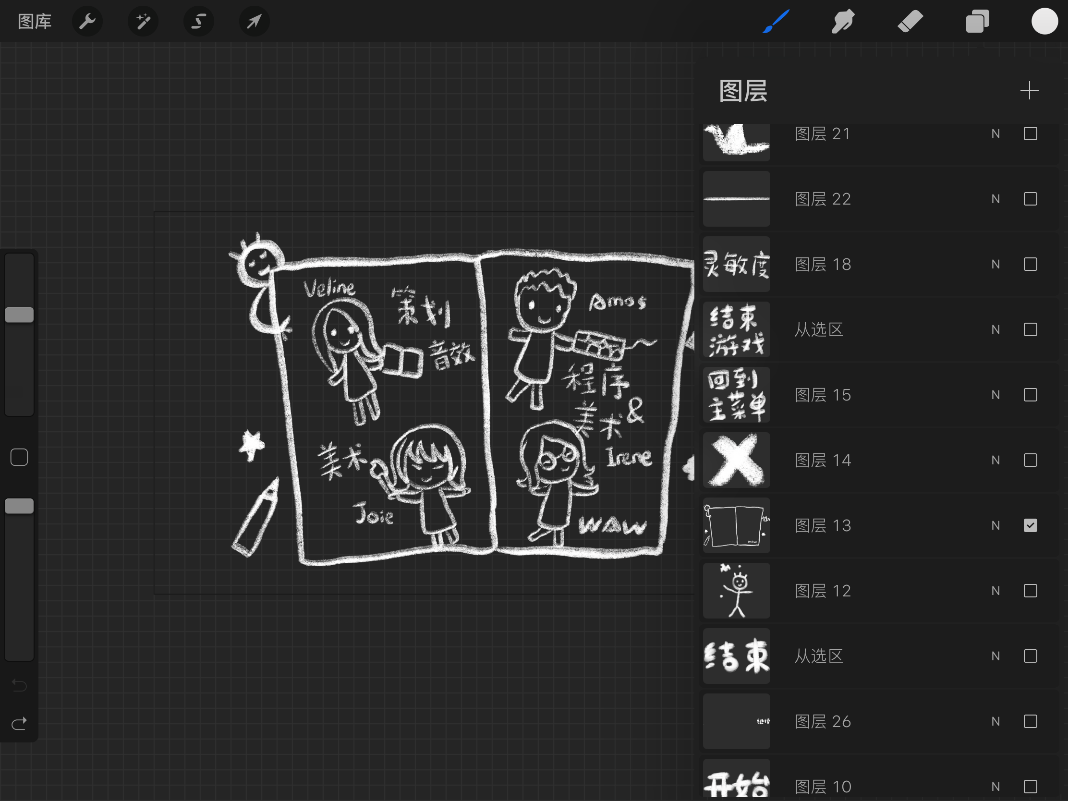 图库
图层
图层 21
N
图层 22
N
灵敏度
图层 18
N
结束
游戏
从选区
N
回到
主菜单
图层 15
N
图层 14
N
图层 13
N
图层 12
N
结束
从选区
N
图层 26
N
开始
图层 10
N
Veline
策划
音效
Amos
程序
&
美术
美术
Joie
Irene
WAW